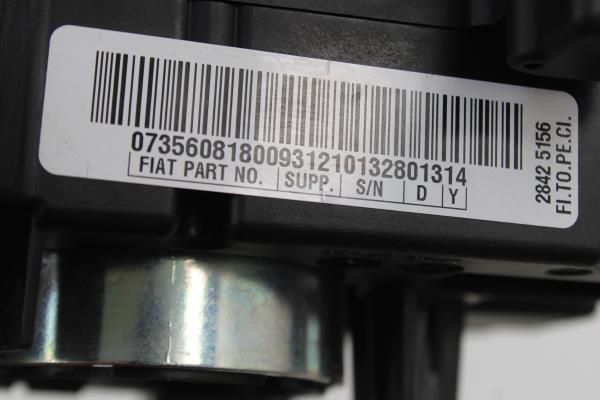 07356081800931210132801314
FIAT PART NO. SUPP. S/N D Y
2842 5156
FI.TO.PE.CI.